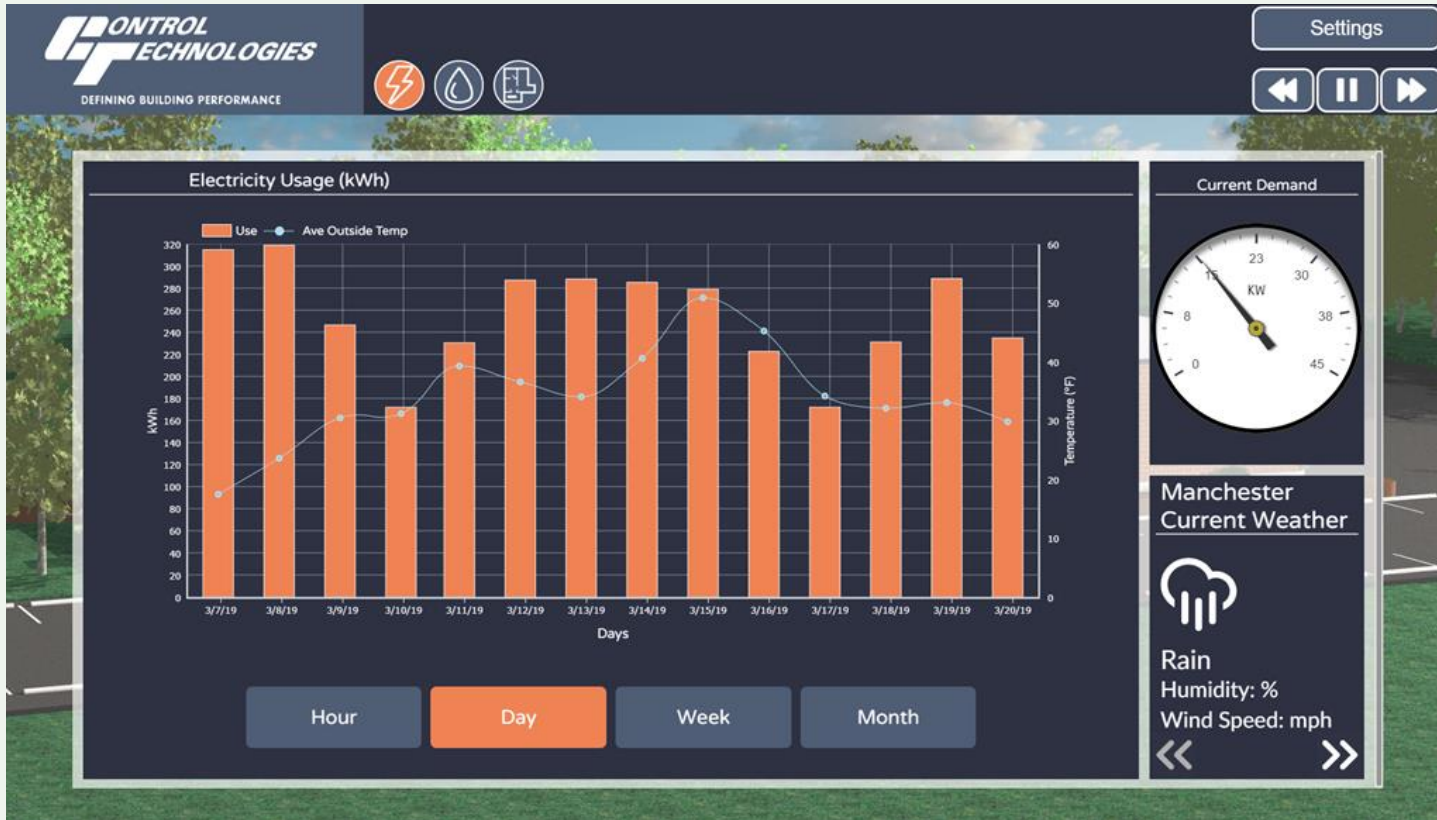 CONTROL
TECHNOLOGIES
DEFINING BUILDING PERFORMANCE
Settings
Electricity Usage (kWh)
Use
Ave Outside Temp
320
300
280
260
240
220
200
180
160
140
120
100
80
60
40
20
0
kWh
60
50
40
30
20
10
0
Temperature (°F)
3/7/19 3/8/19 3/9/19 3/10/19 3/11/19 3/12/19 3/13/19 3/14/19 3/15/19 3/16/19 3/17/19 3/18/19 3/19/19 3/20/19
Days
Hour Day Week Month
Current Demand
0
8
15
23
30
38
45
KW
Manchester
Current Weather
Rain
Humidity: %
Wind Speed: mph